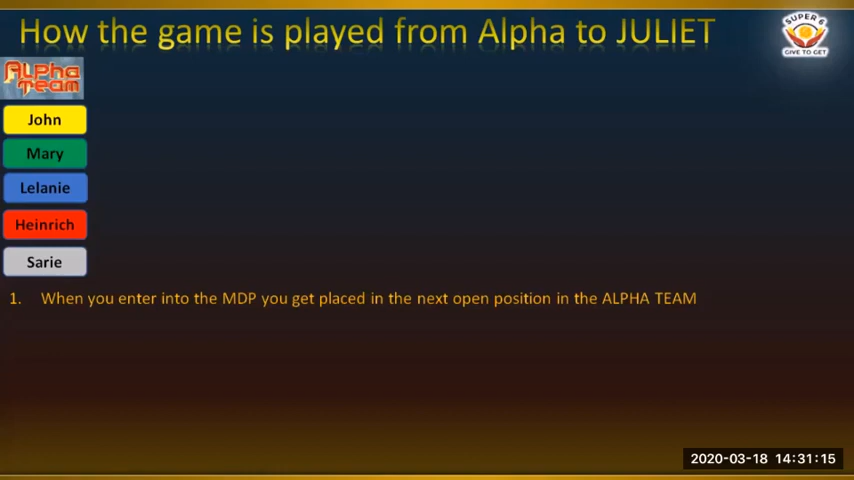 How the game is played from Alpha to JULIET
SUPER 6
GIVE TO GET
ALPHA TEAM
John
Mary
Lelanie
Heinrich
Sarie
1. When you enter into the MDP you get placed in the next open position in the ALPHA TEAM
2020-03-18 14:31:15